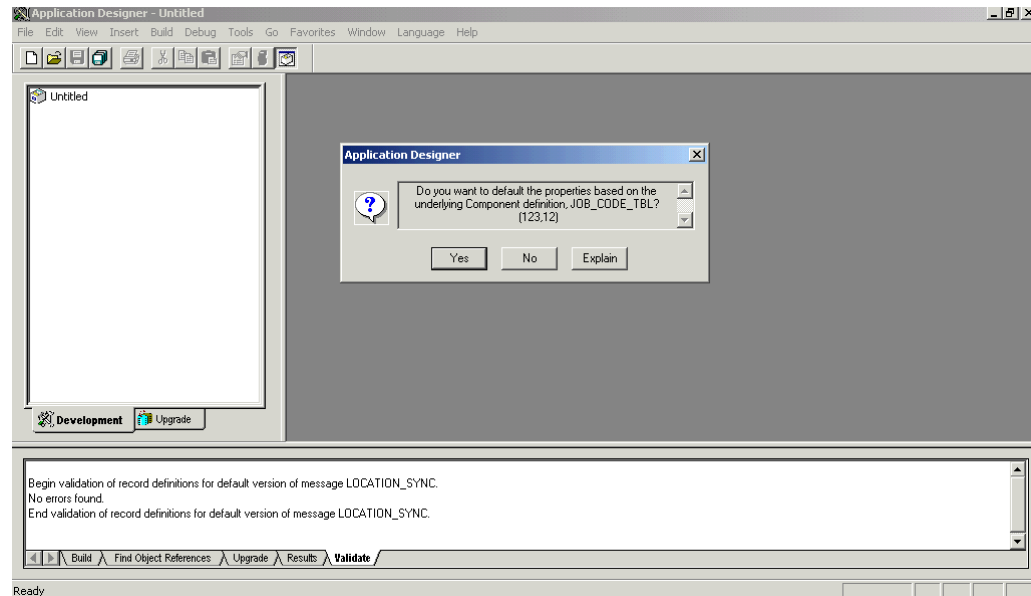 Application Designer - Untitled
File Edit View Insert Build Debug Tools Go Favorites Window Language Help
Untitled
Application Designer
Do you want to default the properties based on the
underlying Component definition, JOB_CODE_TBL?
(123,12)
Yes No Explain
Development Upgrade
Begin validation of record definitions for default version of message LOCATION_SYNC.
No errors found.
End validation of record definitions for default version of message LOCATION_SYNC.
Build Find Object References Upgrade Results Validate
Ready